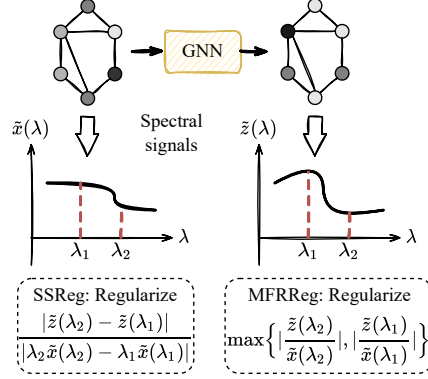 GNN
Spectral
signals
x̃(λ)
z̃(λ)
λ₁ λ₂ λ
λ₁ λ₂ λ
SSReg: Regularize
|z̃(λ₂) − z̃(λ₁)|
|λ₂x̃(λ₂) − λ₁x̃(λ₁)|
MFRReg: Regularize
max{|z̃(λ₂)/x̃(λ₂)|, |z̃(λ₁)/x̃(λ₁)|}